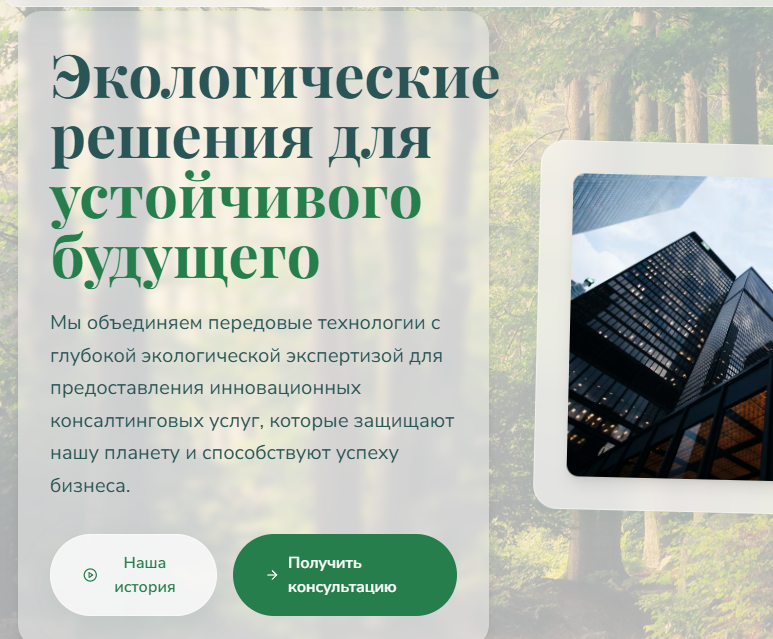 Экологические
решения для
устойчивого
будущего
Мы объединяем передовые технологии с
глубокой экологической экспертизой для
предоставления инновационных
консалтинговых услуг, которые защищают
нашу планету и способствуют успеху
бизнеса.
Наша
история
Получить
консультацию